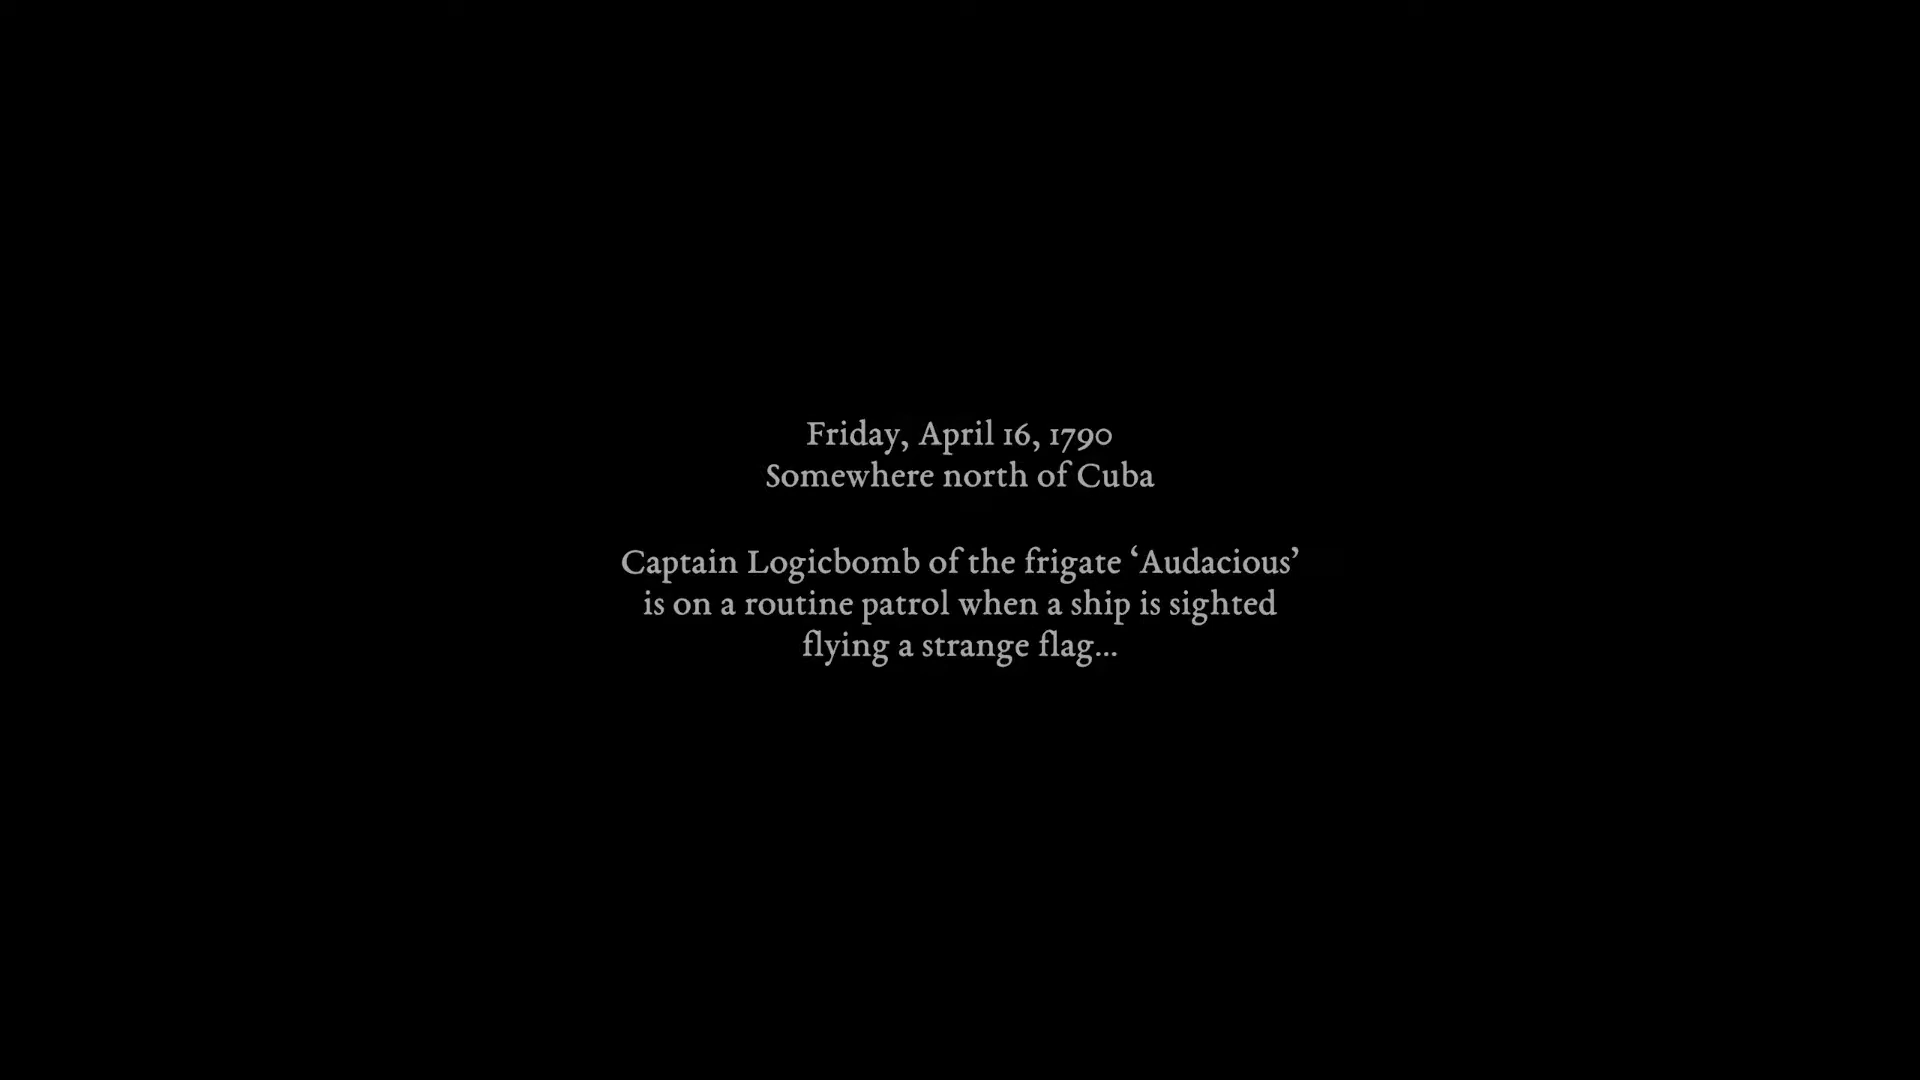 Friday, April 16, 1790
Somewhere north of Cuba
Captain Logicbomb of the frigate ‘Audacious’
is on a routine patrol when a ship is sighted
flying a strange flag...